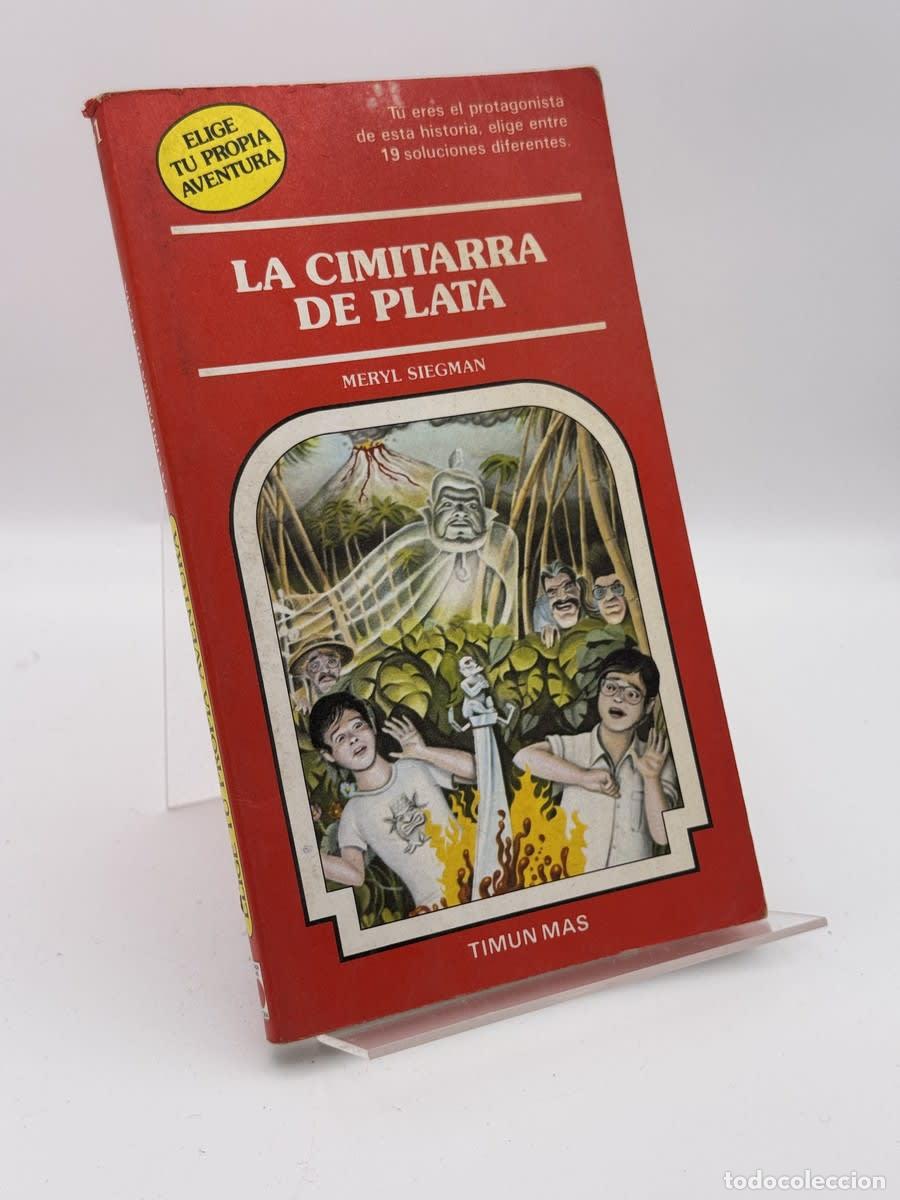 ELIGE
TU PROPIA
AVENTURA
Tú eres el protagonista
de esta historia, elige entre
19 soluciones diferentes.
LA CIMITARRA
DE PLATA
MERYL SIEGMAN
TIMUN MAS
todocoleccion